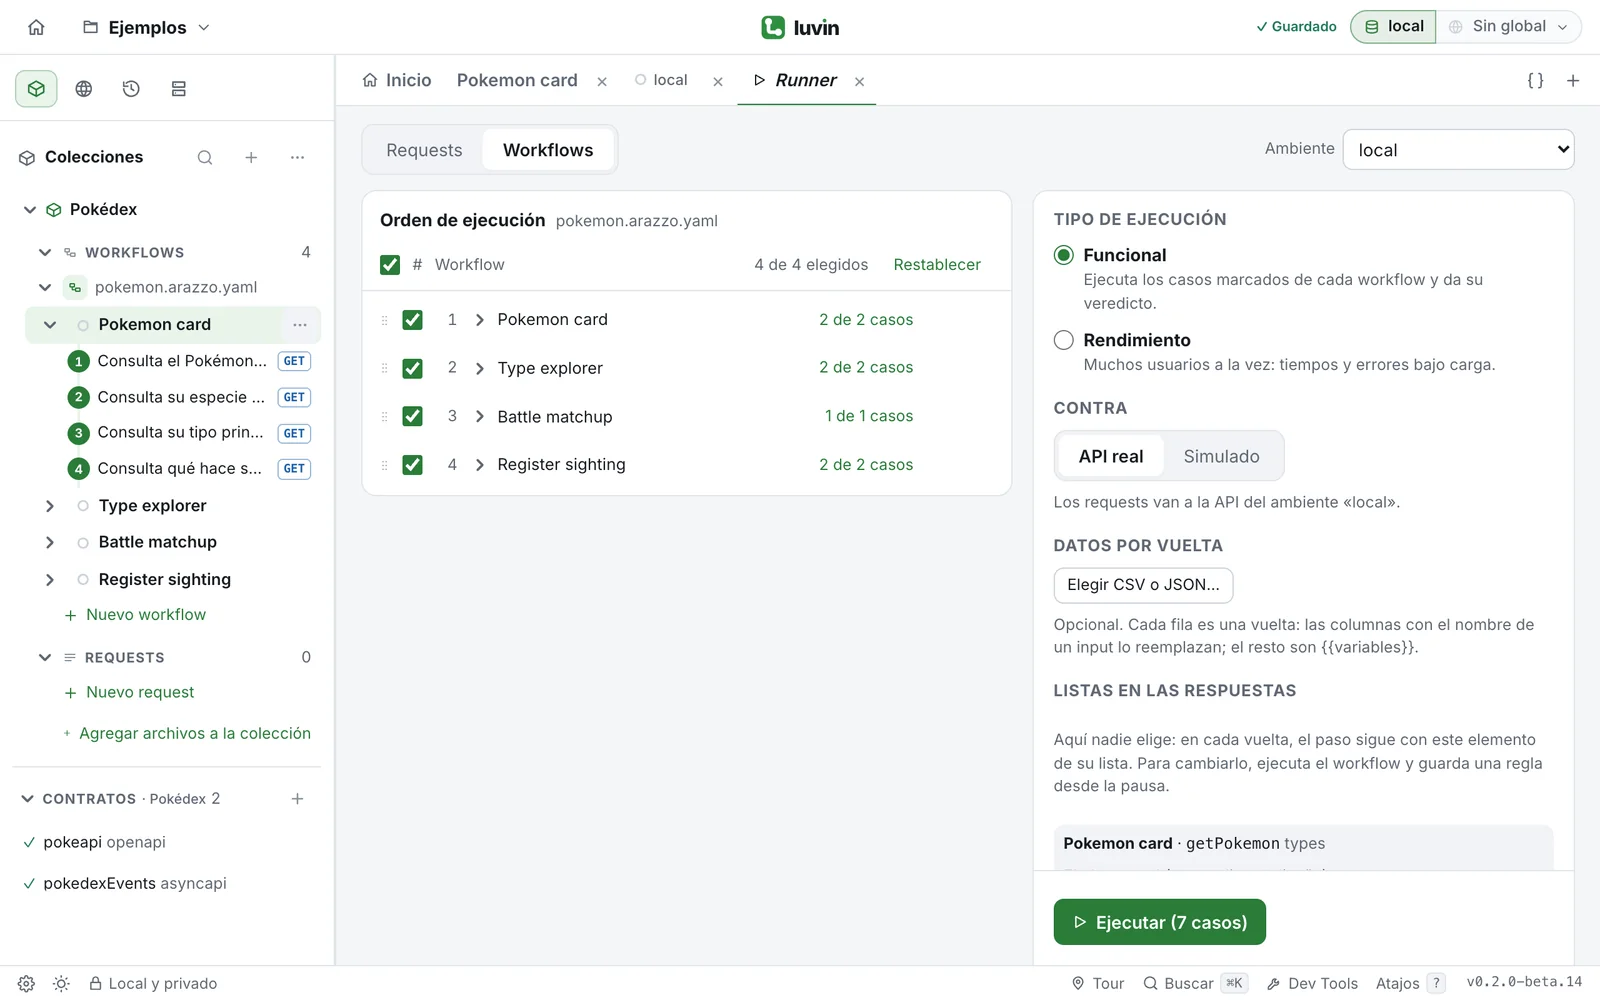 Ejemplos
luvin
Guardado
local
Sin global
Inicio
Pokemon card
local
Runner
{ }
Colecciones
Pokédex
WORKFLOWS 4
pokemon.arazzo.yaml
Pokemon card
1 Consulta el Pokémon... GET
2 Consulta su especie ... GET
3 Consulta su tipo prin... GET
4 Consulta qué hace s... GET
Type explorer
Battle matchup
Register sighting
+ Nuevo workflow
REQUESTS 0
+ Nuevo request
+ Agregar archivos a la colección
CONTRATOS · Pokédex 2
pokeapi openapi
pokedexEvents asyncapi
Requests
Workflows
Ambiente
local
Orden de ejecución pokemon.arazzo.yaml
# Workflow 4 de 4 elegidos Restablecer
1 Pokemon card 2 de 2 casos
2 Type explorer 2 de 2 casos
3 Battle matchup 1 de 1 casos
4 Register sighting 2 de 2 casos
TIPO DE EJECUCIÓN
Funcional
Ejecuta los casos marcados de cada workflow y da su
veredicto.
Rendimiento
Muchos usuarios a la vez: tiempos y errores bajo carga.
CONTRA
API real
Simulado
Los requests van a la API del ambiente «local».
DATOS POR VUELTA
Elegir CSV o JSON...
Opcional. Cada fila es una vuelta: las columnas con el nombre de
un input lo reemplazan; el resto son {{variables}}.
LISTAS EN LAS RESPUESTAS
Aquí nadie elige: en cada vuelta, el paso sigue con este elemento
de su lista. Para cambiarlo, ejecuta el workflow y guarda una regla
desde la pausa.
Pokemon card · getPokemon types
Ejecutar (7 casos)
Local y privado
Tour
Buscar ⌘K
Dev Tools
Atajos ?
v0.2.0-beta.14